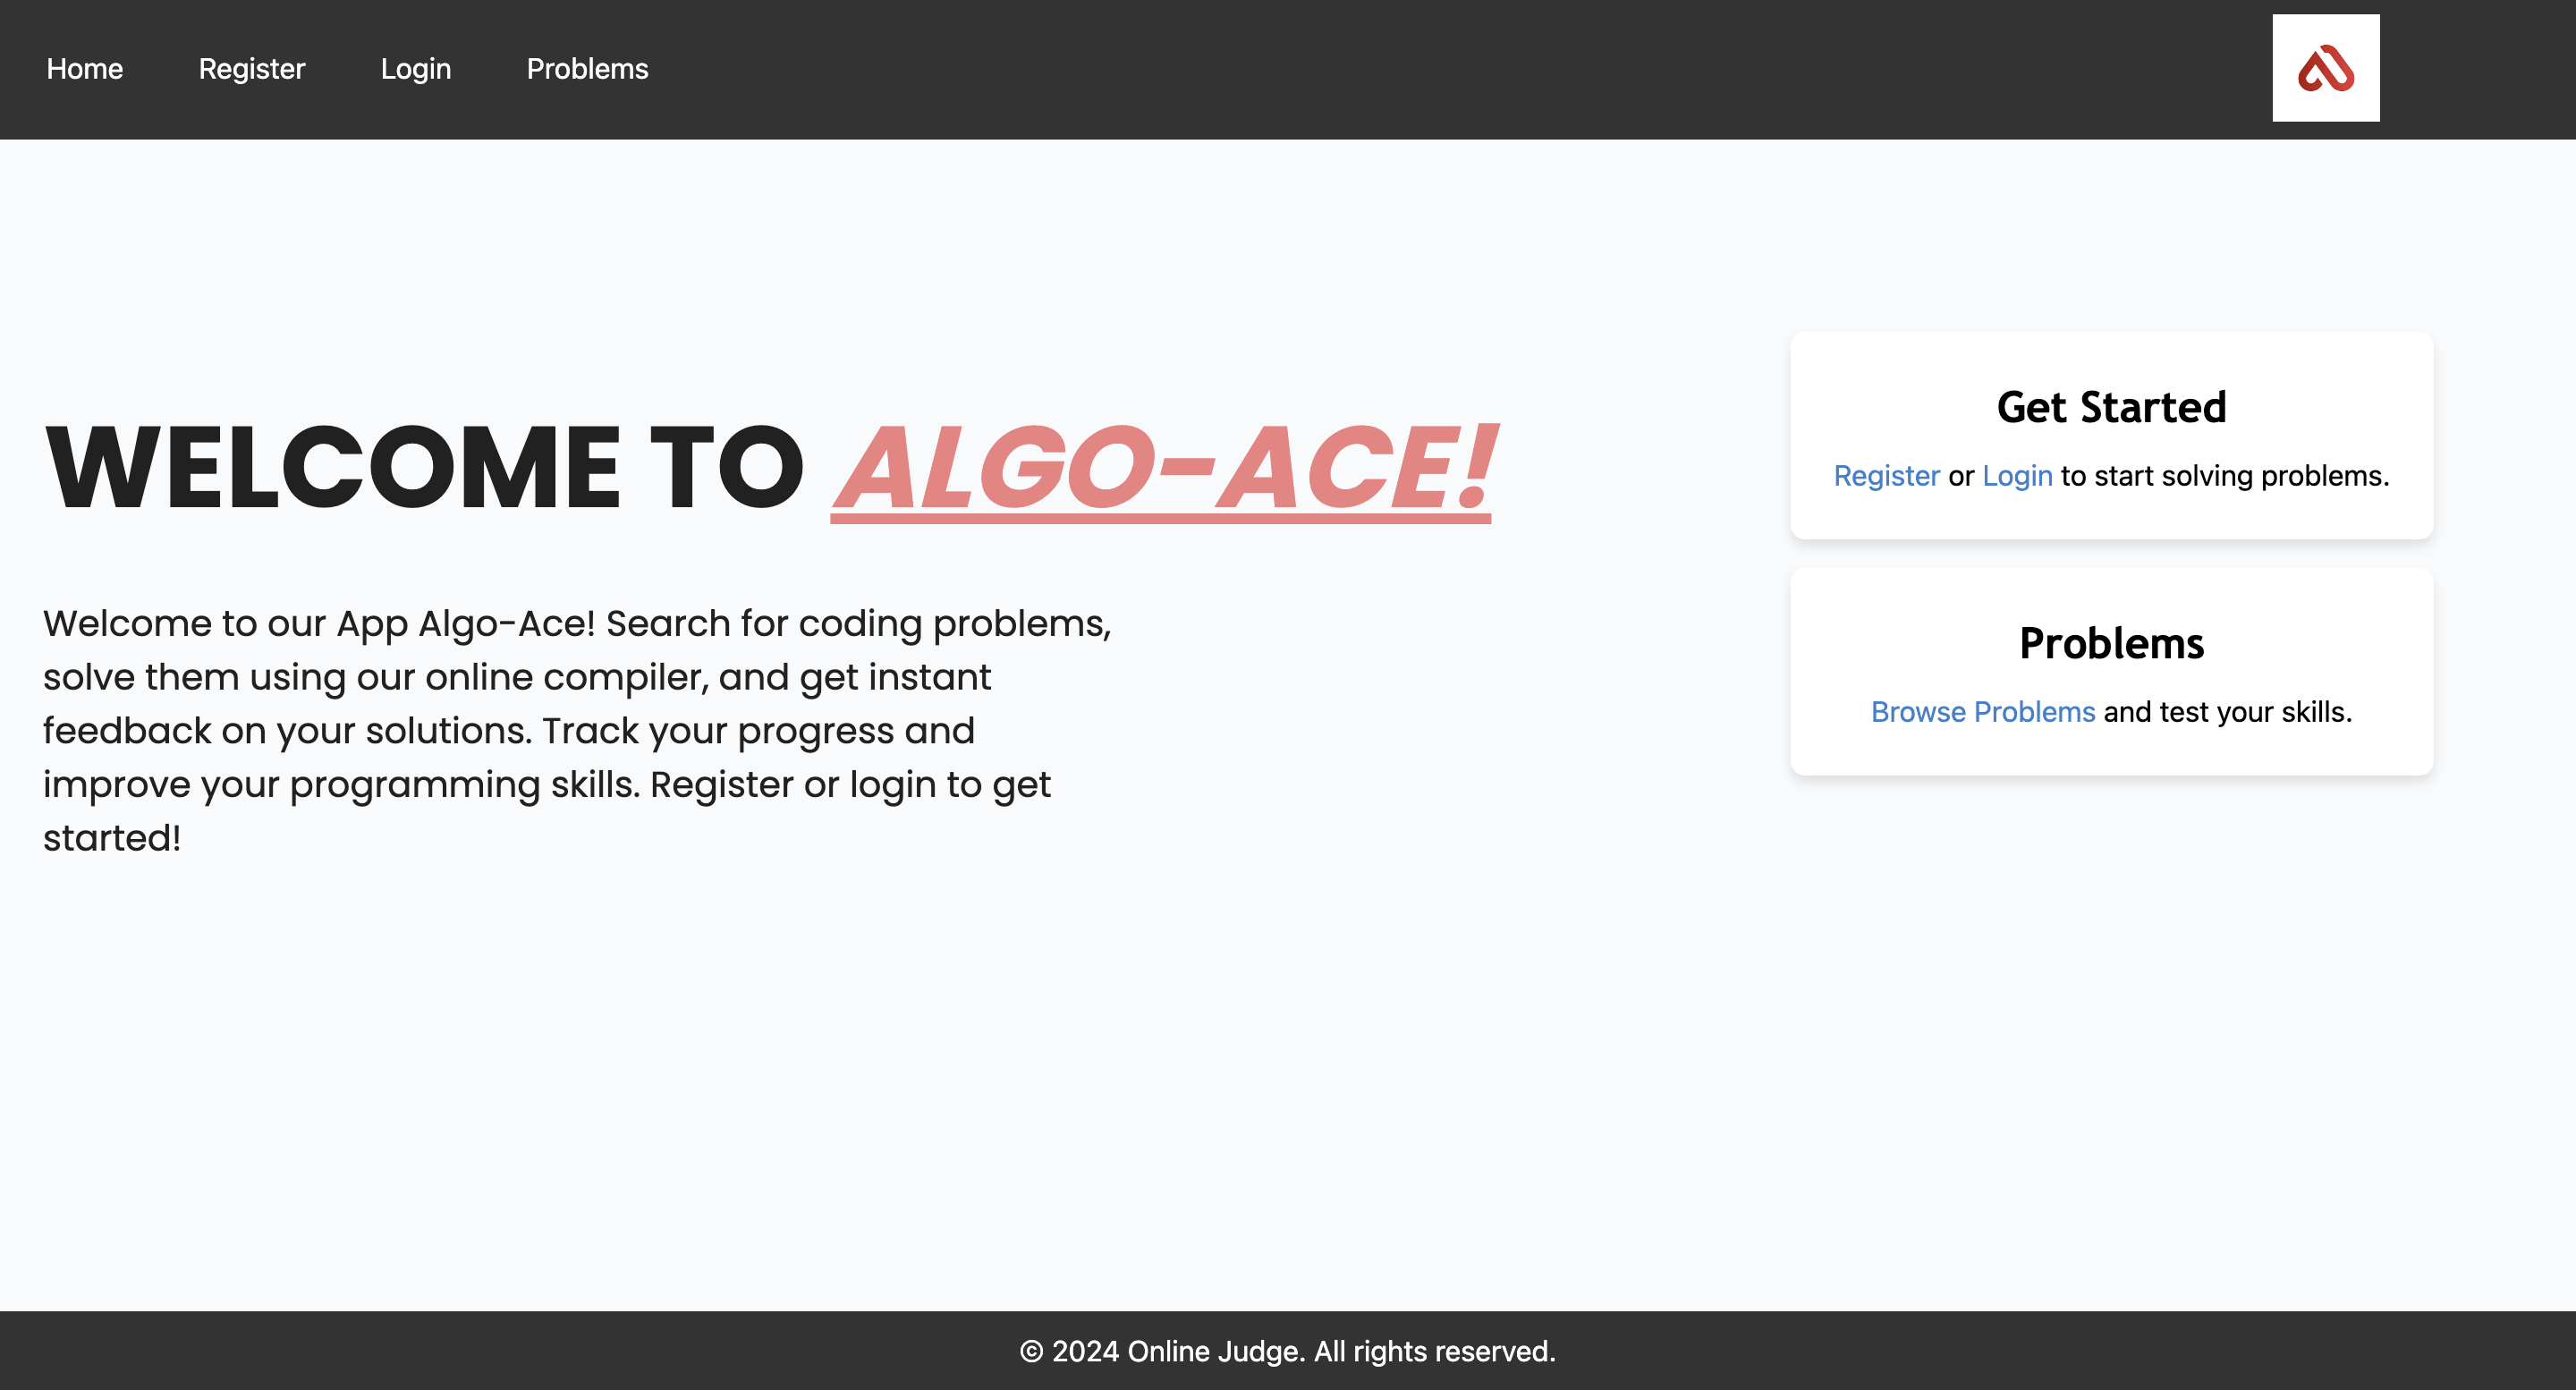 Home Register Login Problems
WELCOME TO ALGO-ACE!
Welcome to our App Algo-Ace! Search for coding problems,
solve them using our online compiler, and get instant
feedback on your solutions. Track your progress and
improve your programming skills. Register or login to get
started!
Get Started
Register or Login to start solving problems.
Problems
Browse Problems and test your skills.
© 2024 Online Judge. All rights reserved.